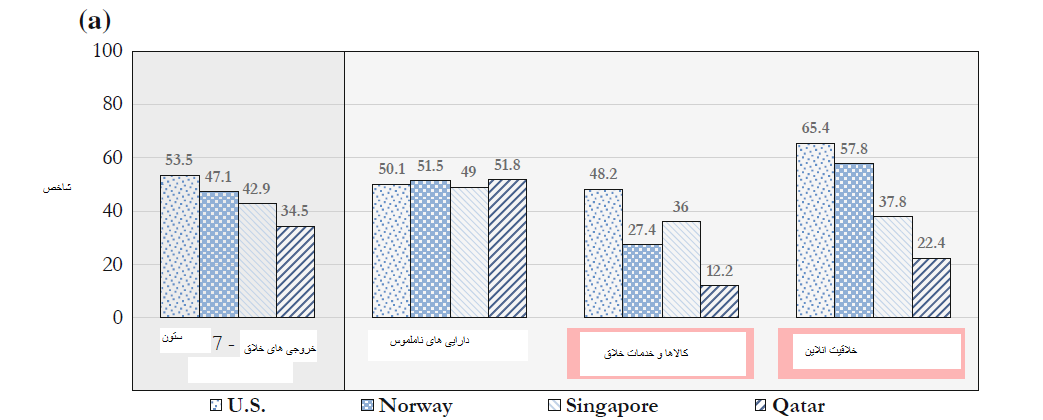 (a)
100
80
60
40
20
0
شاخص
53.5 47.1 42.9 34.5
50.1 51.5 49 51.8
48.2 27.4 36 12.2
65.4 57.8 37.8 22.4
ستون 7 - خروجی های خلاق
دارایی های ناملموس
کالاها و خدمات خلاق
خلاقیت انلاین
U.S. Norway Singapore Qatar